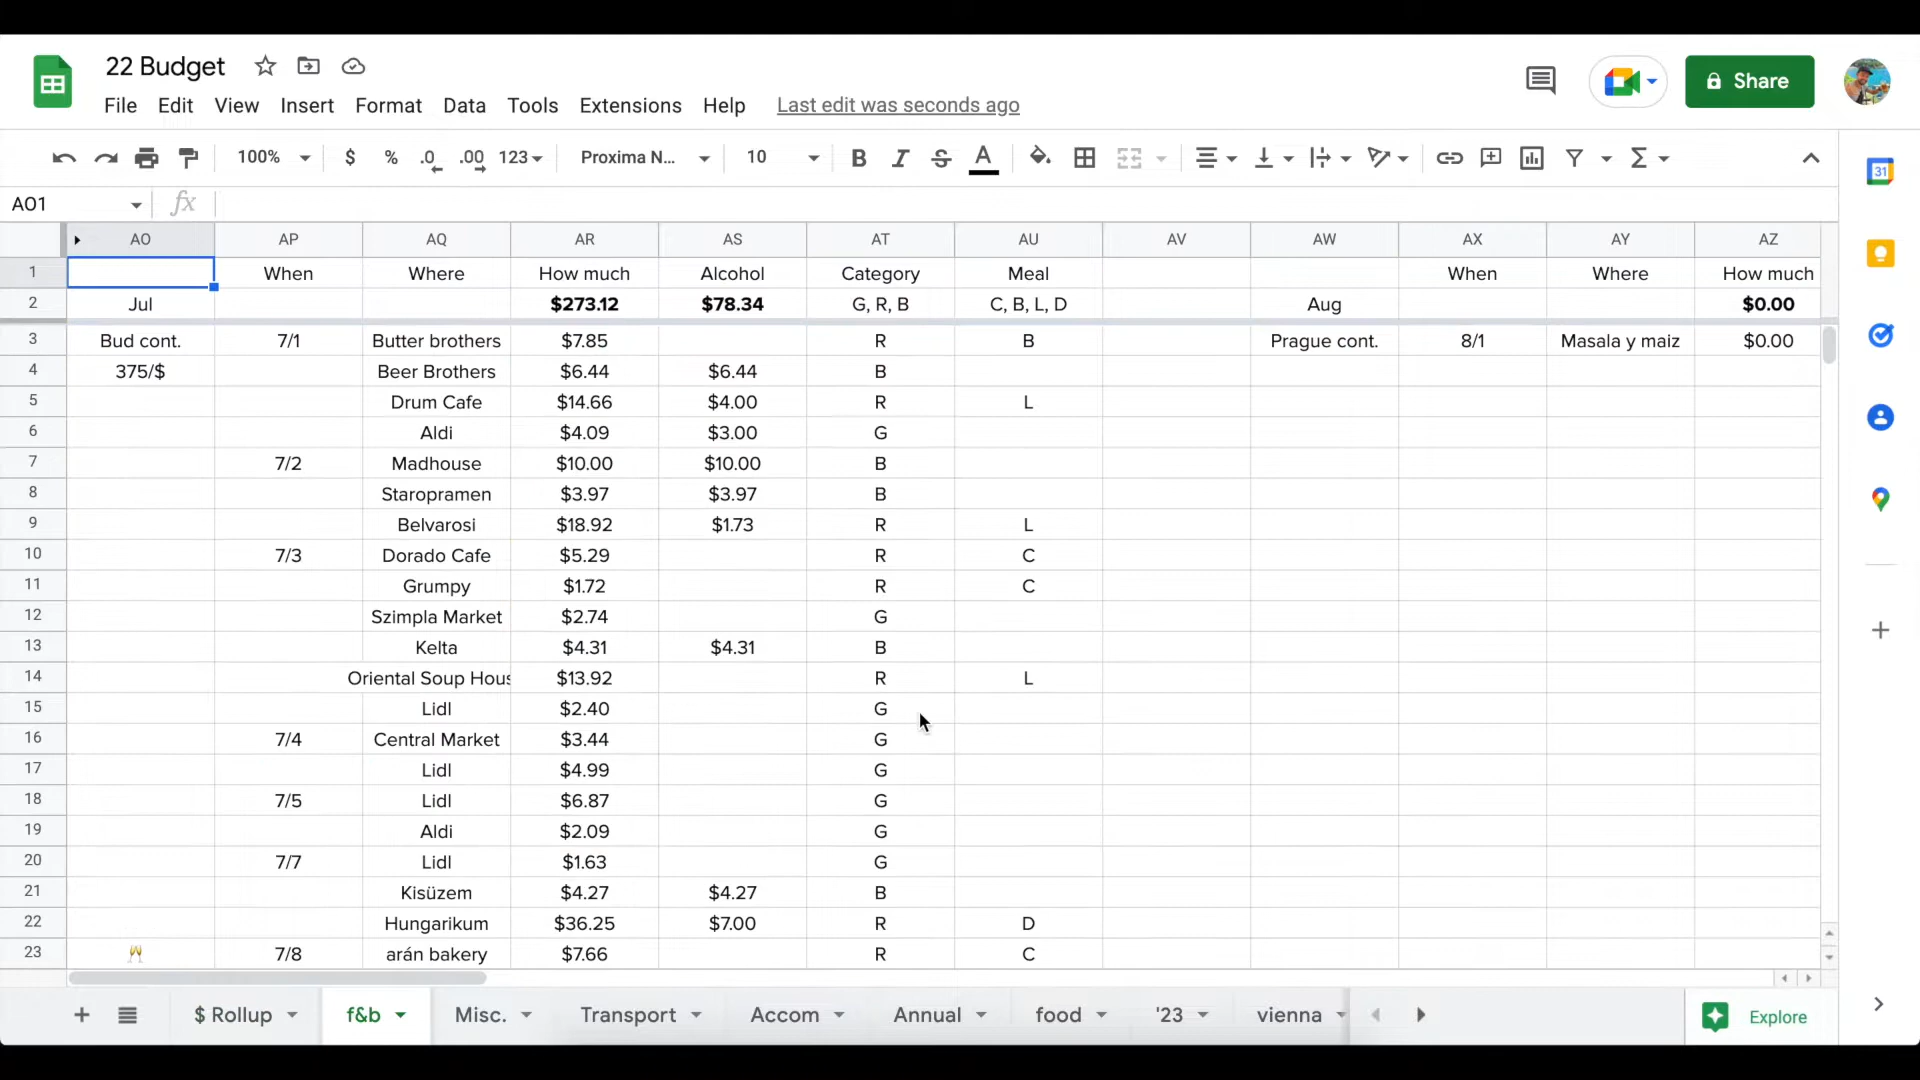 22 Budget
File Edit View Insert Format Data Tools Extensions Help Last edit was seconds ago
Share
100% $ % .0 .00 123 Proxima N... 10 B I S A Σ
31
AO1 fx
AO AP AQ AR AS AT AU AV AW AX AY AZ
1 When Where How much Alcohol Category Meal When Where How much
2 Jul $273.12 $78.34 G, R, B C, B, L, D Aug $0.00
3 Bud cont. 7/1 Butter brothers $7.85 R B Prague cont. 8/1 Masala y maiz $0.00
4 375/$ Beer Brothers $6.44 $6.44 B
5 Drum Cafe $14.66 $4.00 R L
6 Aldi $4.09 $3.00 G
7 7/2 Madhouse $10.00 $10.00 B
8 Staropramen $3.97 $3.97 B
9 Belvarosi $18.92 $1.73 R L
10 7/3 Dorado Cafe $5.29 R C
11 Grumpy $1.72 R C
12 Szimpla Market $2.74 G
13 Kelta $4.31 $4.31 B
14 Oriental Soup Hous $13.92 R L
15 Lidl $2.40 G
16 7/4 Central Market $3.44 G
17 Lidl $4.99 G
18 7/5 Lidl $6.87 G
19 Aldi $2.09 G
20 7/7 Lidl $1.63 G
21 Kisüzem $4.27 $4.27 B
22 Hungarikum $36.25 $7.00 R D
23 🥂 7/8 arán bakery $7.66 R C
+ $ Rollup f&b Misc. Transport Accom Annual food '23 vienna Explore